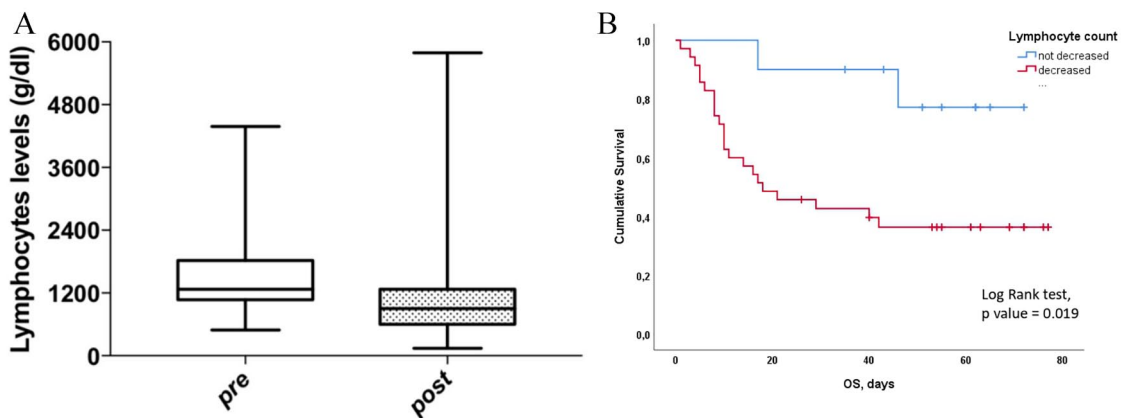 A
Lymphocytes levels (g/dl)
6000
4800
3600
2400
1200
0
pre
post
B
Cumulative Survival
1,0
0,8
0,6
0,4
0,2
0,0
0
20
40
60
80
OS, days
Lymphocyte count
not decreased
decreased
...
Log Rank test,
p value = 0.019